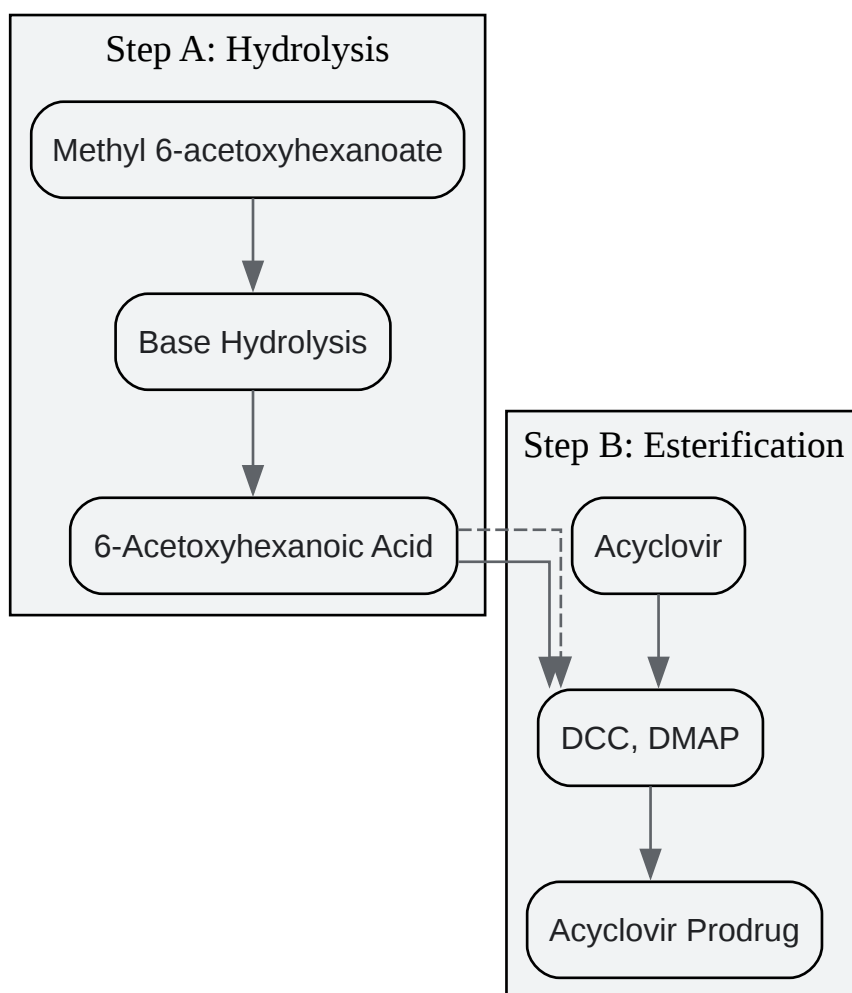 Step A: Hydrolysis
Methyl 6-acetoxyhexanoate
Base Hydrolysis
6-Acetoxyhexanoic Acid
Step B: Esterification
Acyclovir
DCC, DMAP
Acyclovir Prodrug